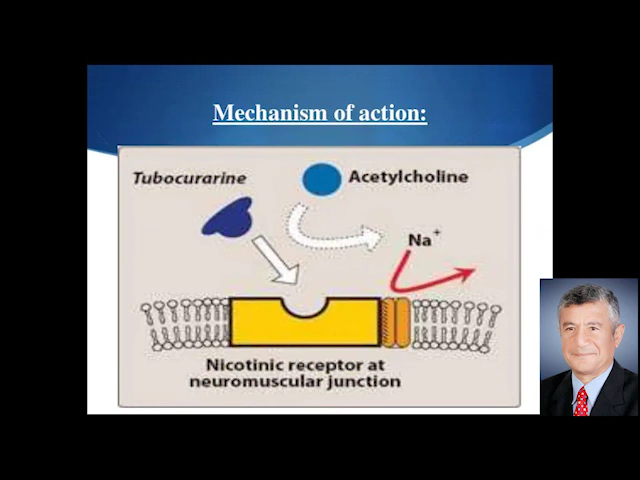 Mechanism of action:
Tubocurarine
Acetylcholine
Na+
Nicotinic receptor at
neuromuscular junction